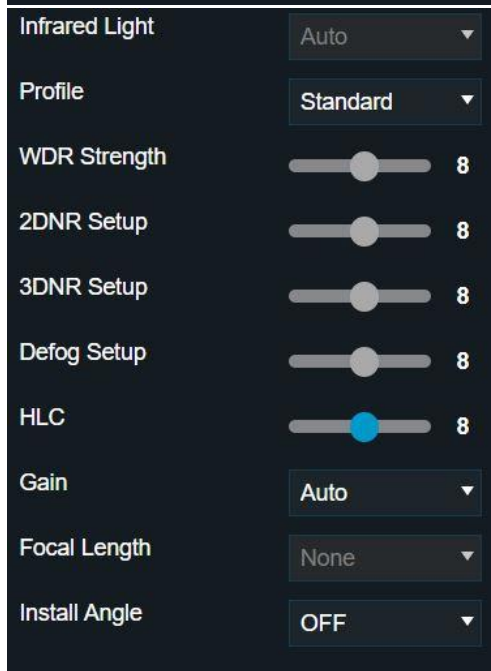 Infrared Light Auto
Profile Standard
WDR Strength 8
2DNR Setup 8
3DNR Setup 8
Defog Setup 8
HLC 8
Gain Auto
Focal Length None
Install Angle OFF